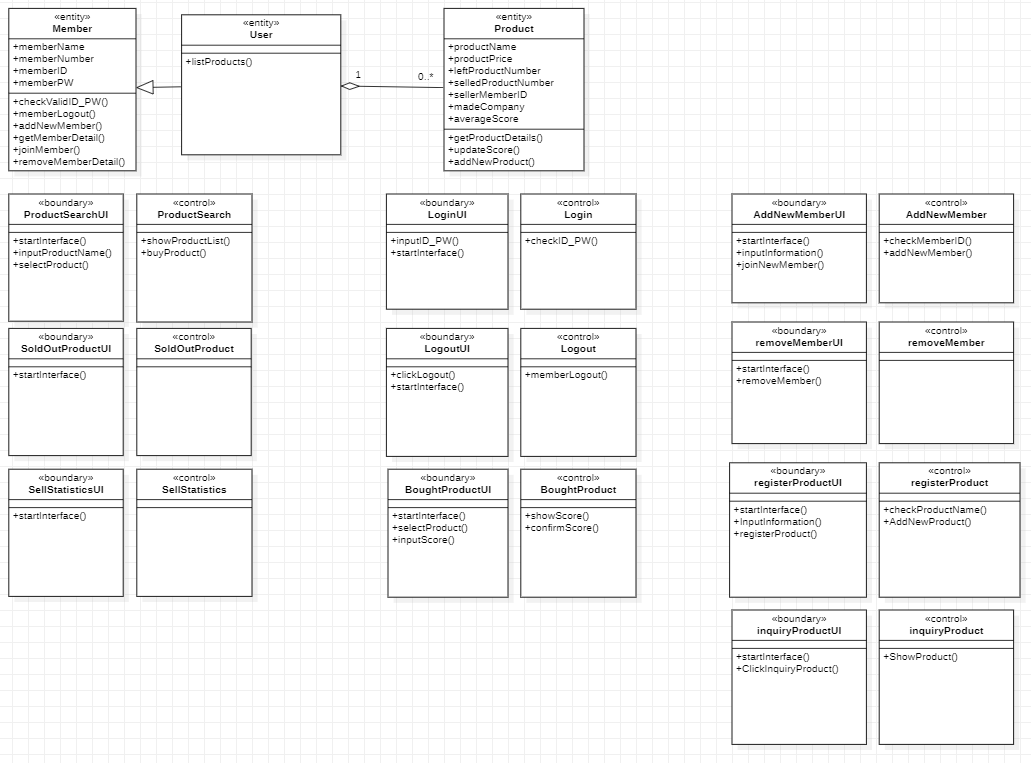 «entity»
Member
+memberName
+memberNumber
+memberID
+memberPW
+checkValidID_PW()
+memberLogout()
+addNewMember()
+getMemberDetail()
+joinMember()
+removeMemberDetail()
«entity»
User
+listProducts()
1
0..*
«entity»
Product
+productName
+productPrice
+leftProductNumber
+selledProductNumber
+sellerMemberID
+madeCompany
+averageScore
+getProductDetails()
+updateScore()
+addNewProduct()
«boundary»
ProductSearchUI
+startInterface()
+inputProductName()
+selectProduct()
«control»
ProductSearch
+showProductList()
+buyProduct()
«boundary»
LoginUI
+inputID_PW()
+startInterface()
«control»
Login
+checkID_PW()
«boundary»
AddNewMemberUI
+startInterface()
+inputInformation()
+joinNewMember()
«control»
AddNewMember
+checkMemberID()
+addNewMember()
«boundary»
SoldOutProductUI
+startInterface()
«control»
SoldOutProduct
«boundary»
LogoutUI
+clickLogout()
+startInterface()
«control»
Logout
+memberLogout()
«boundary»
removeMemberUI
+startInterface()
+removeMember()
«control»
removeMember
«boundary»
SellStatisticsUI
+startInterface()
«control»
SellStatistics
«boundary»
BoughtProductUI
+startInterface()
+selectProduct()
+inputScore()
«control»
BoughtProduct
+showScore()
+confirmScore()
«boundary»
registerProductUI
+startInterface()
+InputInformation()
+registerProduct()
«control»
registerProduct
+checkProductName()
+AddNewProduct()
«boundary»
inquiryProductUI
+startInterface()
+ClickInquiryProduct()
«control»
inquiryProduct
+ShowProduct()